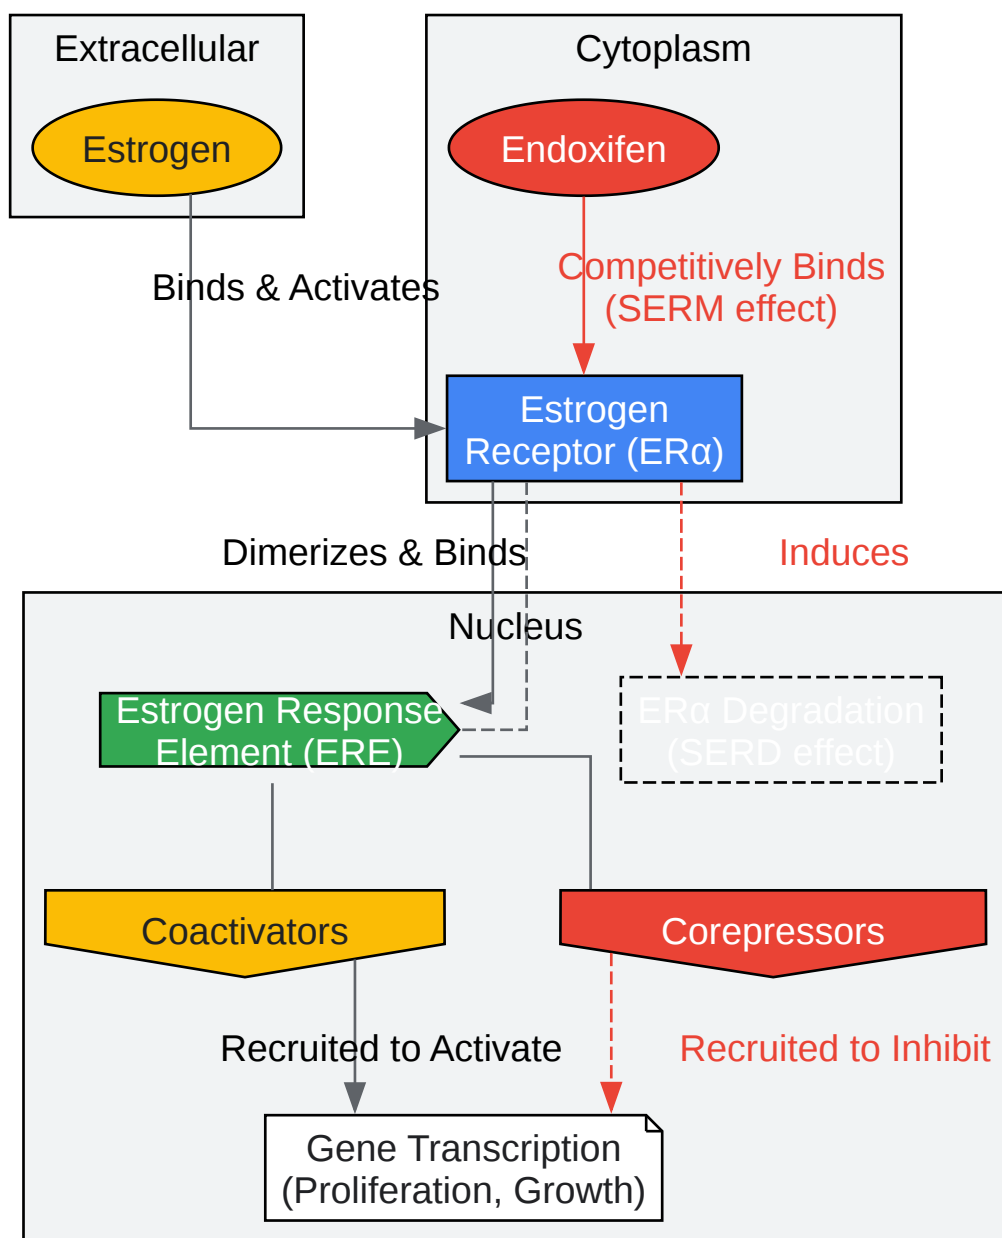 Extracellular
Cytoplasm
Estrogen
Endoxifen
Binds & Activates
Competitively Binds
(SERM effect)
Estrogen
Receptor (ERα)
Dimerizes & Binds
Induces
Nucleus
Estrogen Response
Element (ERE)
ERα Degradation
(SERD effect)
Coactivators
Corepressors
Recruited to Activate
Recruited to Inhibit
Gene Transcription
(Proliferation, Growth)